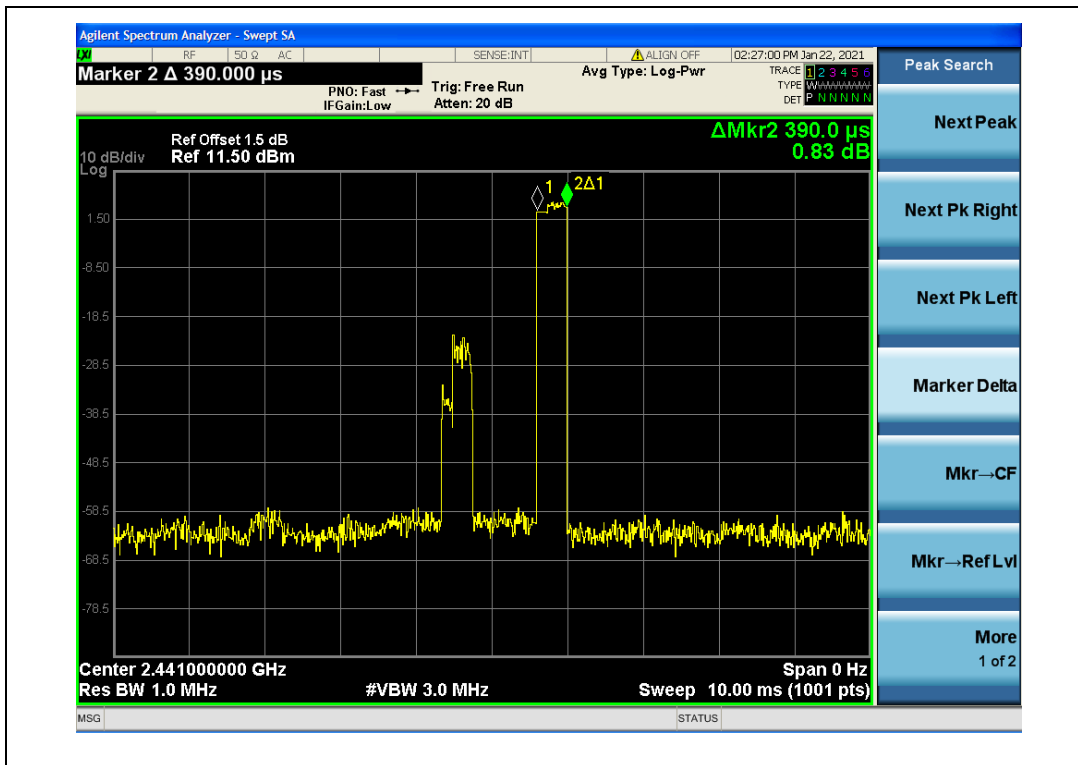 Agilent Spectrum Analyzer - Swept SA
LXI RF 50 Ω AC SENSE:INT ALIGN OFF 02:27:00 PM Jan 22, 2021
Marker 2 Δ 390.000 µs
PNO: Fast
IFGain:Low
Trig: Free Run
Atten: 20 dB
Avg Type: Log-Pwr
TRACE 1 2 3 4 5 6
TYPE WWWWWW
DET P N N N N N
Ref Offset 1.5 dB
10 dB/div Ref 11.50 dBm
Log
ΔMkr2 390.0 µs
0.83 dB
1
2Δ1
1.50
-8.50
-18.5
-28.5
-38.5
-48.5
-58.5
-68.5
-78.5
Center 2.441000000 GHz
Span 0 Hz
Res BW 1.0 MHz
#VBW 3.0 MHz
Sweep 10.00 ms (1001 pts)
MSG
STATUS
Peak Search
Next Peak
Next Pk Right
Next Pk Left
Marker Delta
Mkr→CF
Mkr→Ref Lvl
More
1 of 2